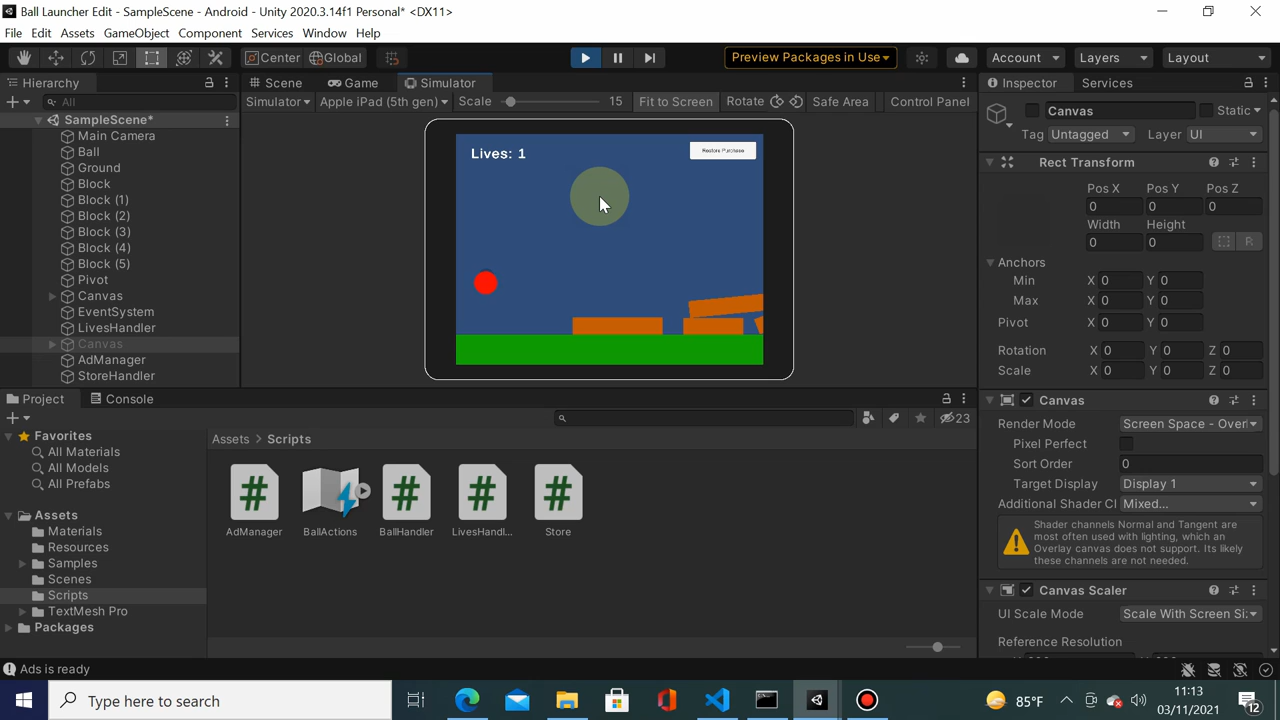 Ball Launcher Edit - SampleScene - Android - Unity 2020.3.14f1 Personal* <DX11>
File Edit Assets GameObject Component Services Window Help
Center Global Preview Packages in Use Account Layers Layout
Hierarchy Scene Game Simulator Inspector Services
All
Simulator Apple iPad (5th gen) Scale 15 Fit to Screen Rotate Safe Area Control Panel
SampleScene*
Main Camera
Ball
Ground
Block
Block (1)
Block (2)
Block (3)
Block (4)
Block (5)
Pivot
Canvas
EventSystem
LivesHandler
Canvas
AdManager
StoreHandler
Lives: 1
Restore Purchase
Canvas Static
Tag Untagged Layer UI
Rect Transform
Pos X Pos Y Pos Z
0 0 0
Width Height
0 0 R
Anchors
Min X 0 Y 0
Max X 0 Y 0
Pivot X 0 Y 0
Rotation X 0 Y 0 Z 0
Scale X 0 Y 0 Z 0
Canvas
Render Mode Screen Space - Overl
Pixel Perfect
Sort Order 0
Target Display Display 1
Additional Shader Cl Mixed...
Shader channels Normal and Tangent are
most often used with lighting, which an
Overlay canvas does not support. Its likely
these channels are not needed.
Canvas Scaler
UI Scale Mode Scale With Screen Si
Reference Resolution
Project Console
23
Favorites
All Materials
All Models
All Prefabs
Assets
Materials
Resources
Samples
Scenes
Scripts
TextMesh Pro
Packages
Assets > Scripts
AdManager BallActions BallHandler LivesHandl... Store
Ads is ready
Type here to search
85°F
11:13
03/11/2021
12